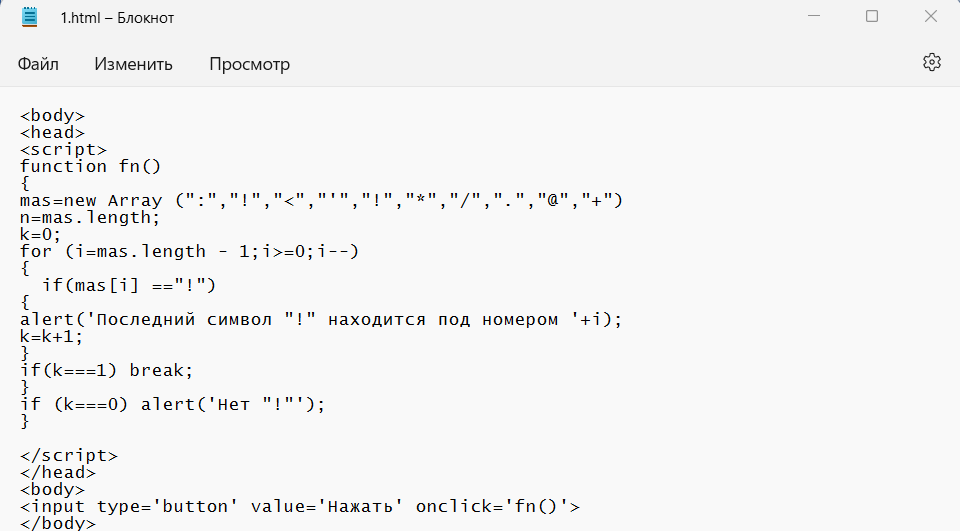 1.html – Блокнот
Файл Изменить Просмотр
<body>
<head>
<script>
function fn()
{
mas=new Array (":","!","<","'","!","*","/",".","@","+")
n=mas.length;
k=0;
for (i=mas.length - 1;i>=0;i--)
{
  if(mas[i] =="!")
{
alert('Последний символ "!" находится под номером '+i);
k=k+1;
}
if(k===1) break;
}
if (k===0) alert('Нет "!"');
}

</script>
</head>
<body>
<input type='button' value='Нажать' onclick='fn()'>
</body>